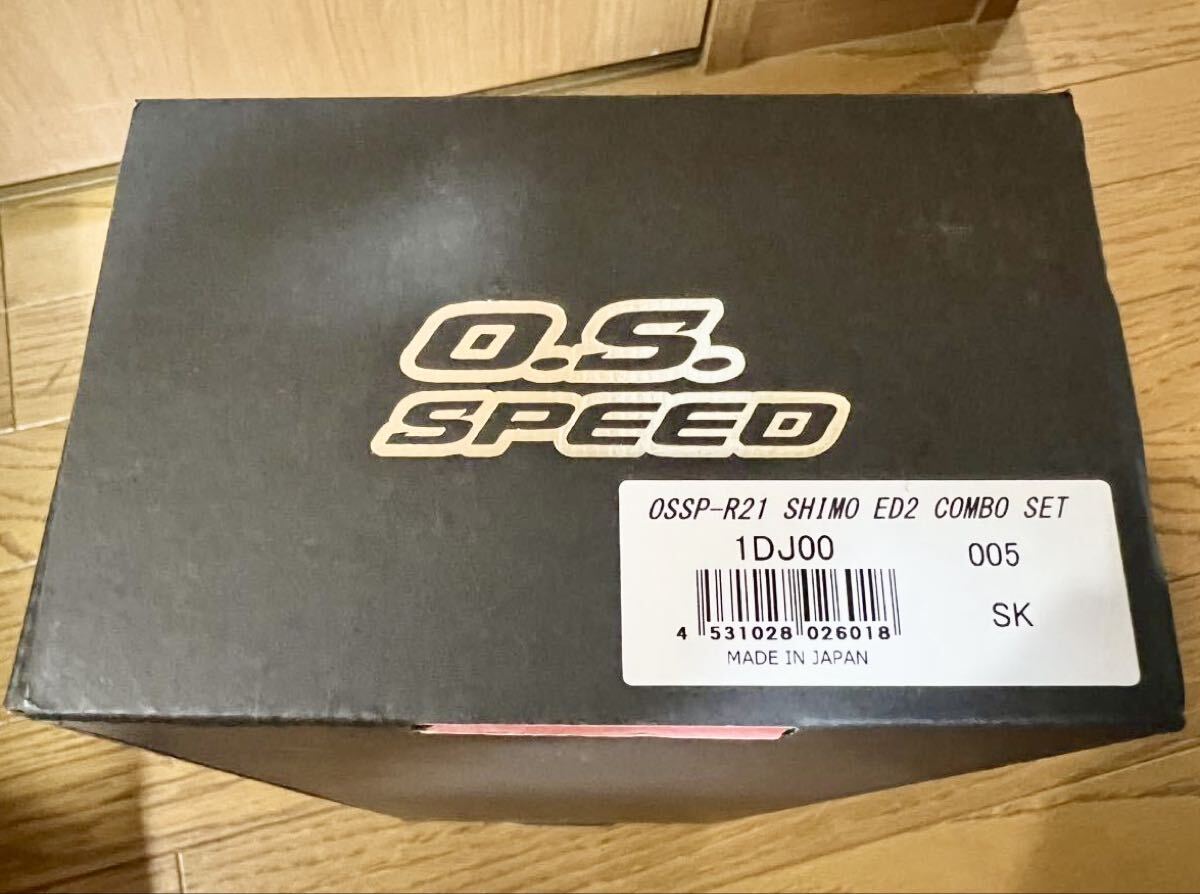 O.S.
SPEED
OSSP-R21 SHIMO ED2 COMBO SET
1DJ00
005
4 531028 026018
SK
MADE IN JAPAN